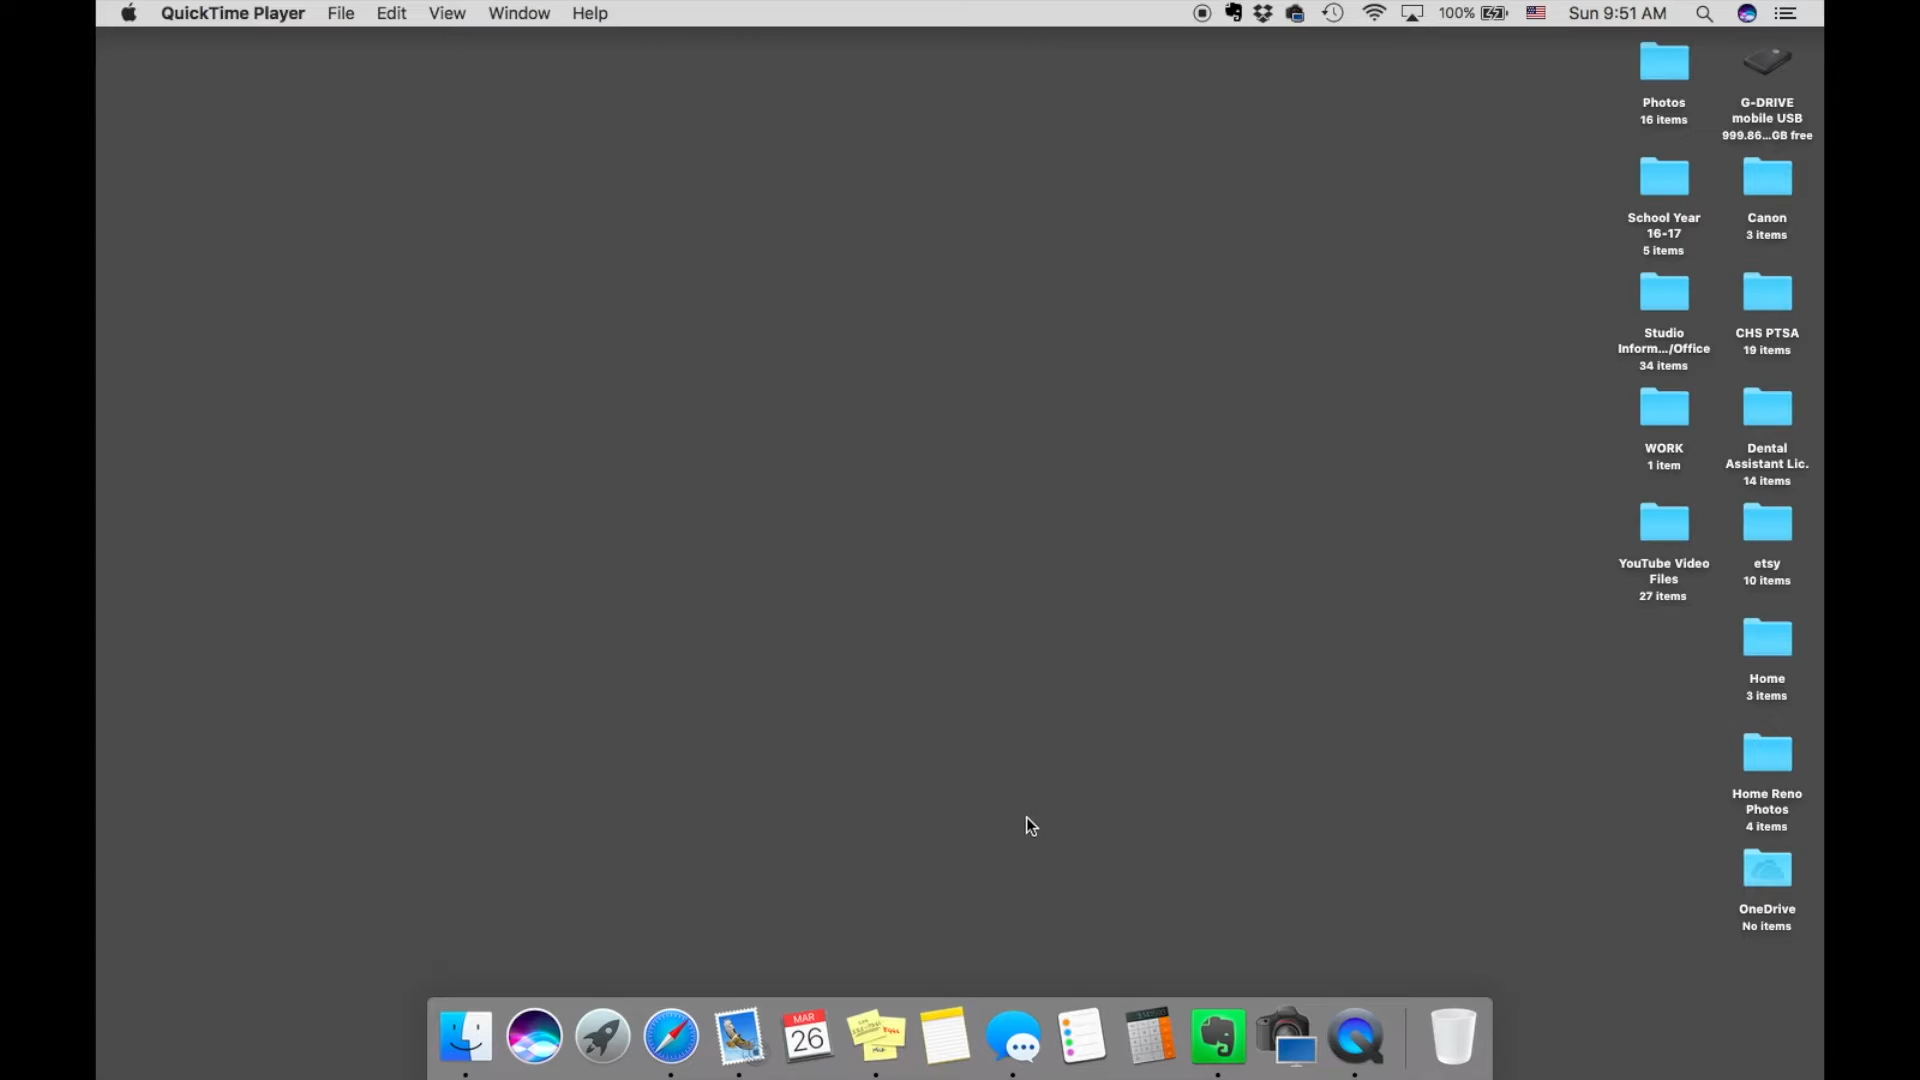 QuickTime Player File Edit View Window Help 100% Sun 9:51 AM
Photos
16 items
G-DRIVE
mobile USB
999.86...GB free
School Year
16-17
5 items
Canon
3 items
Studio
Inform.../Office
34 items
CHS PTSA
19 items
WORK
1 item
Dental
Assistant Lic.
14 items
YouTube Video
Files
27 items
etsy
10 items
Home
3 items
Home Reno
Photos
4 items
OneDrive
No items
MAR
26